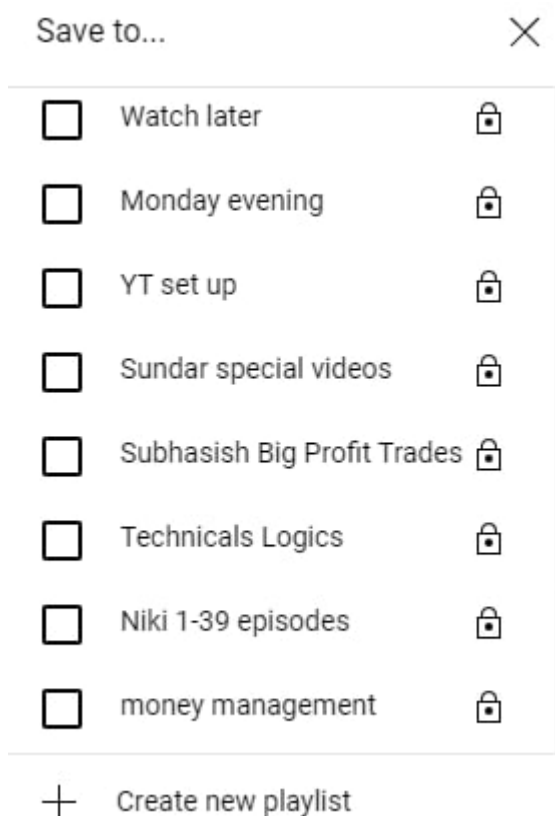 Save to...
Watch later
Monday evening
YT set up
Sundar special videos
Subhasish Big Profit Trades
Technicals Logics
Niki 1-39 episodes
money management
Create new playlist